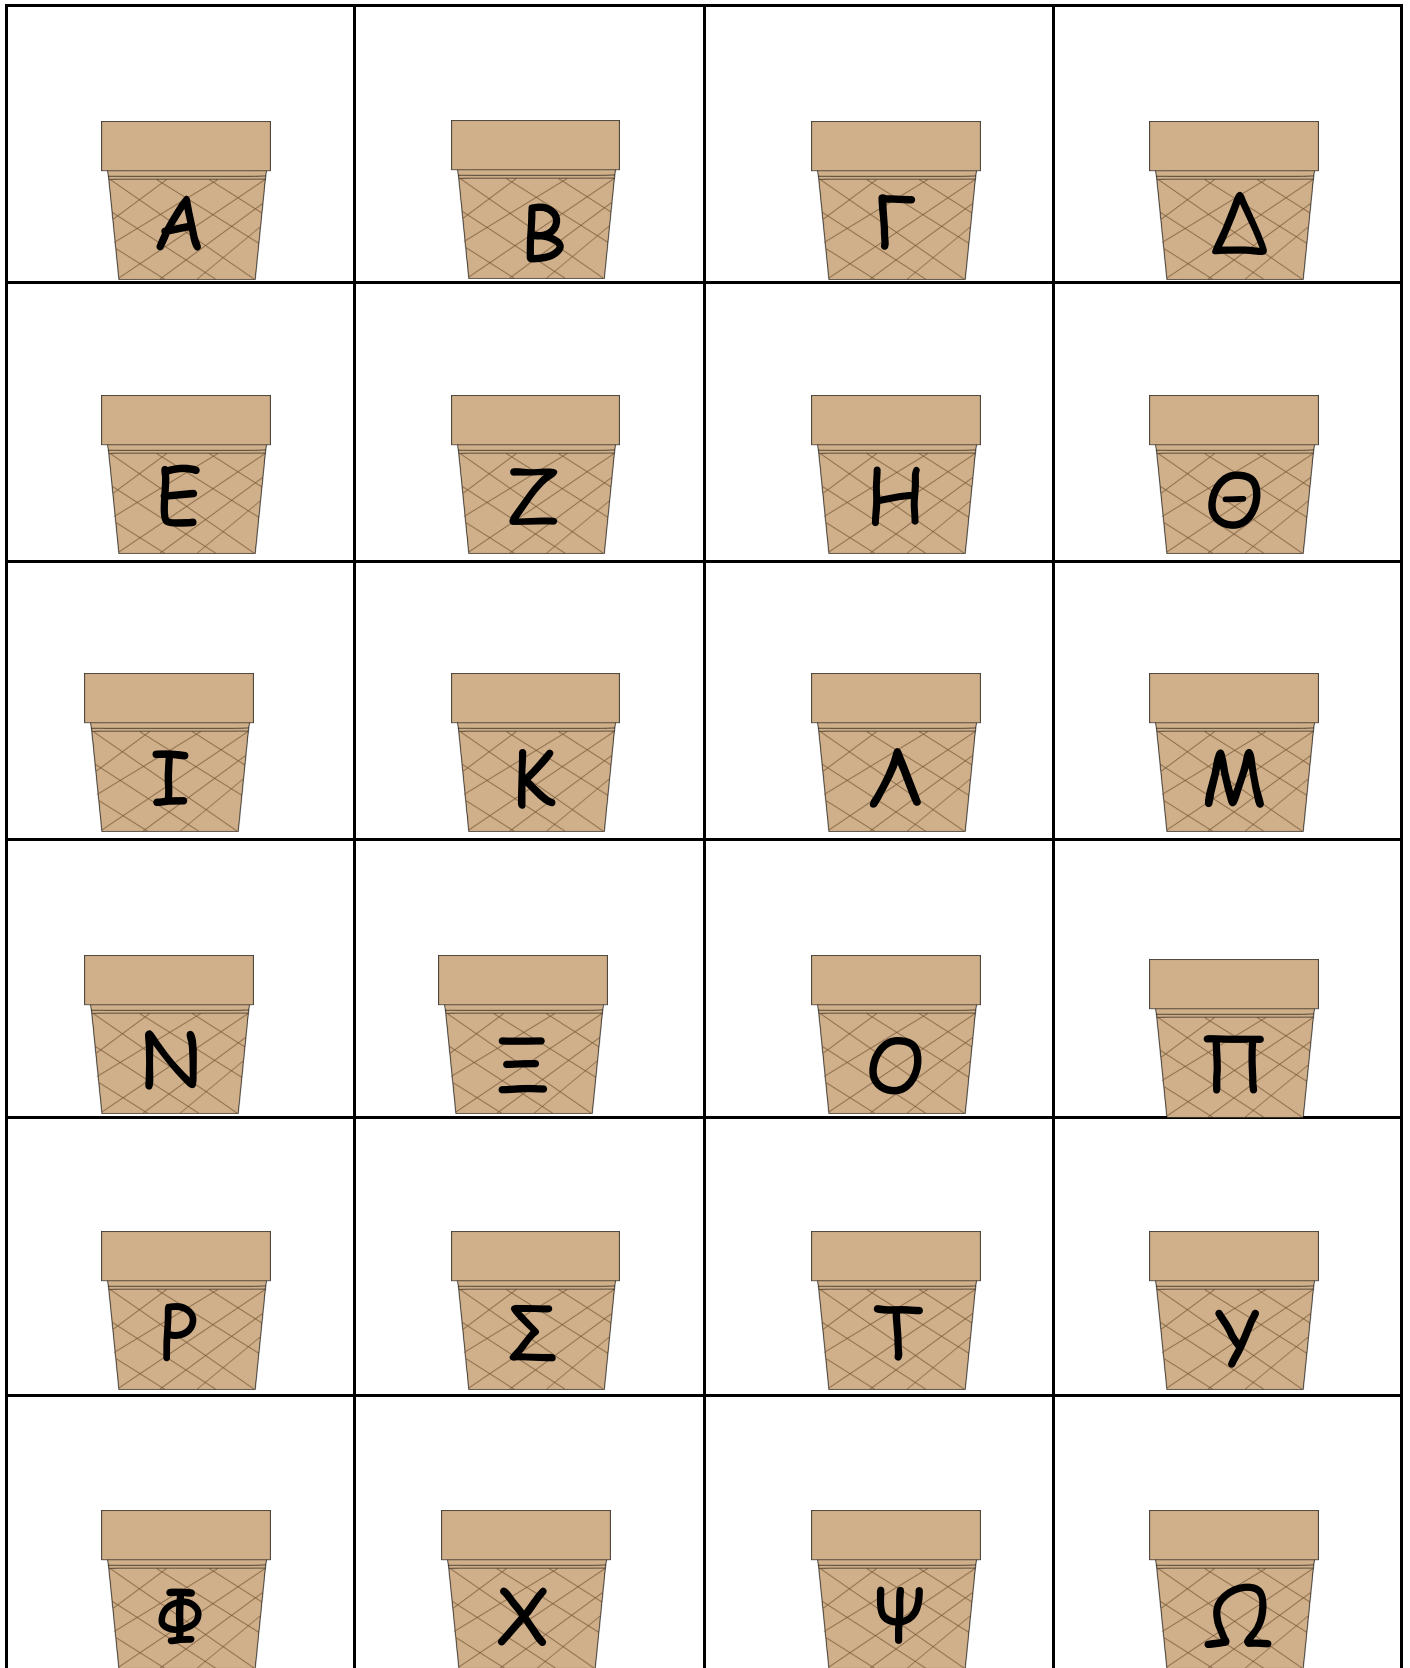 Α Β Γ Δ
Ε Ζ Η Θ
Ι Κ Λ Μ
Ν Ξ Ο Π
Ρ Σ Τ Υ
Φ Χ Ψ Ω